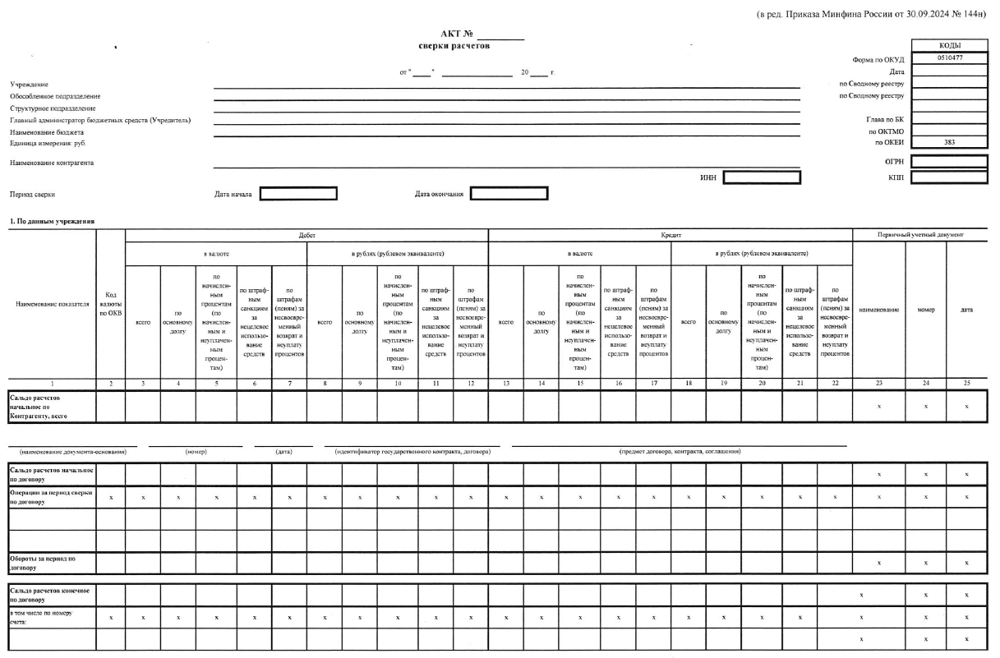 (в ред. Приказа Минфина России от 30.09.2024 № 144н)
АКТ № ________
сверки расчетов
КОДЫ
Форма по ОКУД 0510477
от " ___ " ____________ 20 ___ г.
Дата
Учреждение
по Сводному реестру
Обособленное подразделение
по Сводному реестру
Структурное подразделение
Главный администратор бюджетных средств (Учредитель)
Глава по БК
Наименование бюджета
по ОКТМО
Единица измерения: руб.
по ОКЕИ 383
Наименование контрагента
ОГРН
ИНН
КПП
Период сверки Дата начала Дата окончания
1. По данным учреждения
Наименование показателя
Код
валюты
по ОКВ
Дебет
в валюте
всего
по
основному
долгу
по
начислен-
ным
процентам
(по
начислен-
ным и
неуплачен-
ным
процен-
там)
по штраф-
ным
санкциям
за
нецелевое
использо-
вание
средств
по
штрафам
(пеням) за
несвоевре-
менный
возврат и
неуплату
процентов
в рублях (рублевом эквиваленте)
всего
по
основному
долгу
по
начислен-
ным
процентам
(по
начислен-
ным и
неуплачен-
ным
процен-
там)
по штраф-
ным
санкциям
за
нецелевое
использо-
вание
средств
по
штрафам
(пеням) за
несвоевре-
менный
возврат и
неуплату
процентов
Кредит
в валюте
всего
по
основному
долгу
по
начислен-
ным
процентам
(по
начислен-
ным и
неуплачен-
ным
процен-
там)
по штраф-
ным
санкциям
за
нецелевое
использо-
вание
средств
по
штрафам
(пеням) за
несвоевре-
менный
возврат и
неуплату
процентов
в рублях (рублевом эквиваленте)
всего
по
основному
долгу
по
начислен-
ным
процентам
(по
начислен-
ным и
неуплачен-
ным
процен-
там)
по штраф-
ным
санкциям
за
нецелевое
использо-
вание
средств
по
штрафам
(пеням) за
несвоевре-
менный
возврат и
неуплату
процентов
Первичный учетный документ
наименование
номер
дата
1 2 3 4 5 6 7 8 9 10 11 12 13 14 15 16 17 18 19 20 21 22 23 24 25
Сальдо расчетов
начальное по
Контрагенту, всего
x x x
(наименование документа-основания) (номер) (дата) (идентификатор государственного контракта, договора) (предмет договора, контракта, соглашения)
Сальдо расчетов начальное
по договору
x x x
Операции за период сверки
по договору
x x x x x x x x x x x x x x x x x x x x x x x x
Обороты за период по
договору
x x x
Сальдо расчетов конечное
по договору
x x x
в том числе по номеру
счета:
x x x x x x x x x x x x x x x x x x x x x x x
x x x